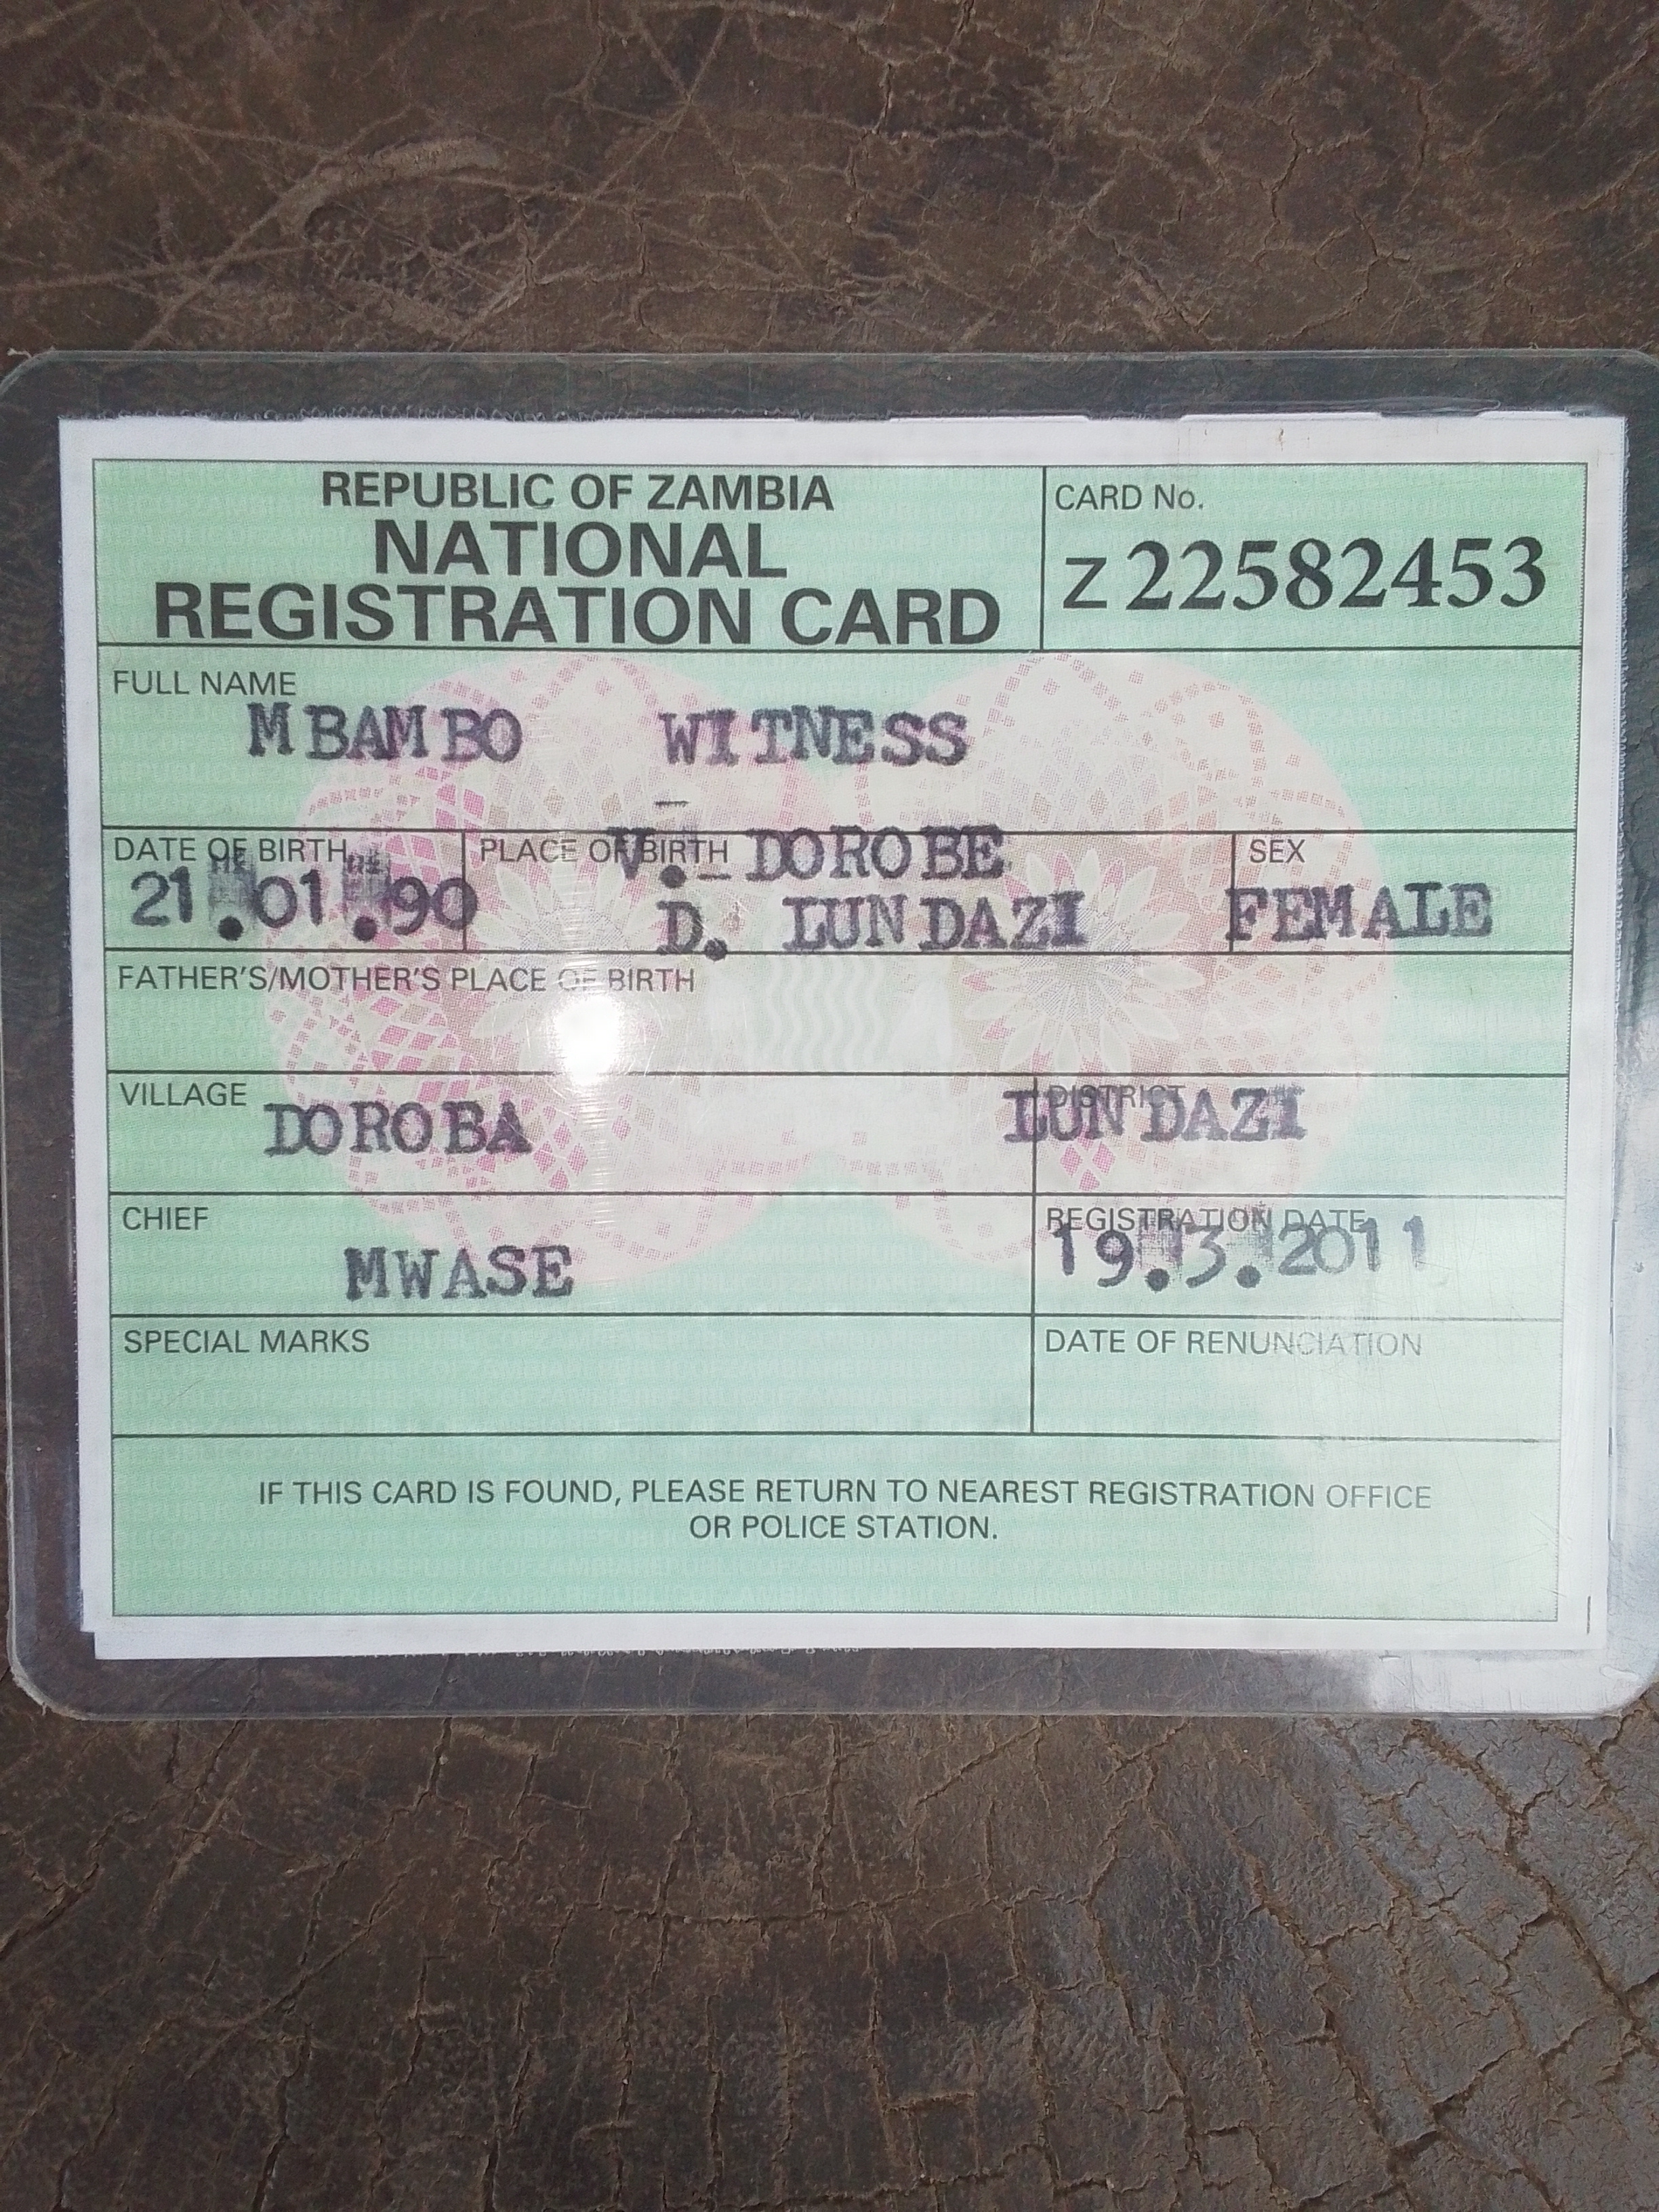 REPUBLIC OF ZAMBIA
NATIONAL
REGISTRATION CARD
CARD No.
Z 22582453
FULL NAME
MBAMBO WITNESS
DATE OF BIRTH
21.01.90
PLACE OF BIRTH
V. DOROBE
D. LUNDAZI
SEX
FEMALE
FATHER'S/MOTHER'S PLACE OF BIRTH
VILLAGE
DOROBA
DISTRICT
LUNDAZI
CHIEF
MWASE
REGISTRATION DATE
19.3.2011
SPECIAL MARKS
DATE OF RENUNCIATION
IF THIS CARD IS FOUND, PLEASE RETURN TO NEAREST REGISTRATION OFFICE
OR POLICE STATION.